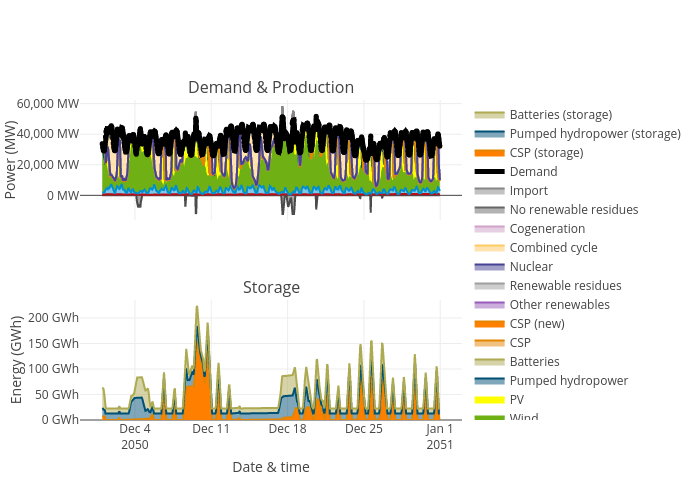 Demand & Production
60,000 MW
40,000 MW
20,000 MW
0 MW
Power (MW)
Batteries (storage)
Pumped hydropower (storage)
CSP (storage)
Demand
Import
No renewable residues
Cogeneration
Combined cycle
Nuclear
Renewable residues
Other renewables
CSP (new)
CSP
Batteries
Pumped hydropower
PV
Wind
Storage
200 GWh
150 GWh
100 GWh
50 GWh
0 GWh
Energy (GWh)
Dec 4 Dec 11 Dec 18 Dec 25 Jan 1
2050 2051
Date & time